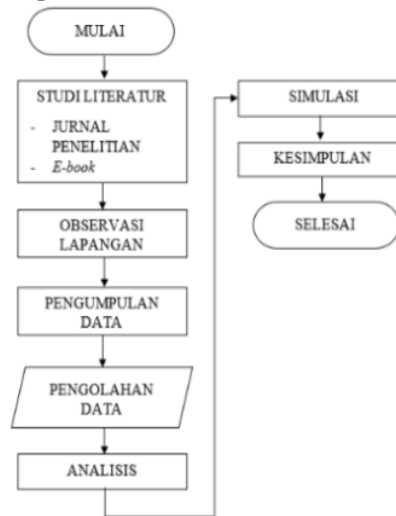 MULAI
STUDI LITERATUR
- JURNAL
PENELITIAN
- E-book
OBSERVASI
LAPANGAN
PENGUMPULAN
DATA
PENGOLAHAN
DATA
ANALISIS
SIMULASI
KESIMPULAN
SELESAI